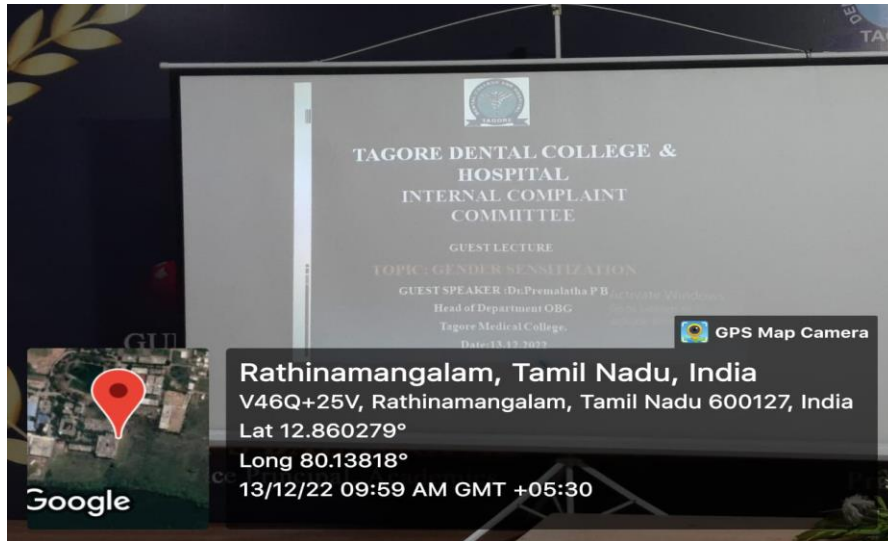 TAGORE
TAGORE DENTAL COLLEGE &
HOSPITAL
INTERNAL COMPLAINT
COMMITTEE
GUEST LECTURE
TOPIC: GENDER SENSITIZATION
GUEST SPEAKER :Dr.Premalatha P B
Head of Department OBG
Tagore Medical College.
Date:13.12.2022
Activate Windows
GPS Map Camera
Google
Rathinamangalam, Tamil Nadu, India
V46Q+25V, Rathinamangalam, Tamil Nadu 600127, India
Lat 12.860279°
Long 80.13818°
13/12/22 09:59 AM GMT +05:30